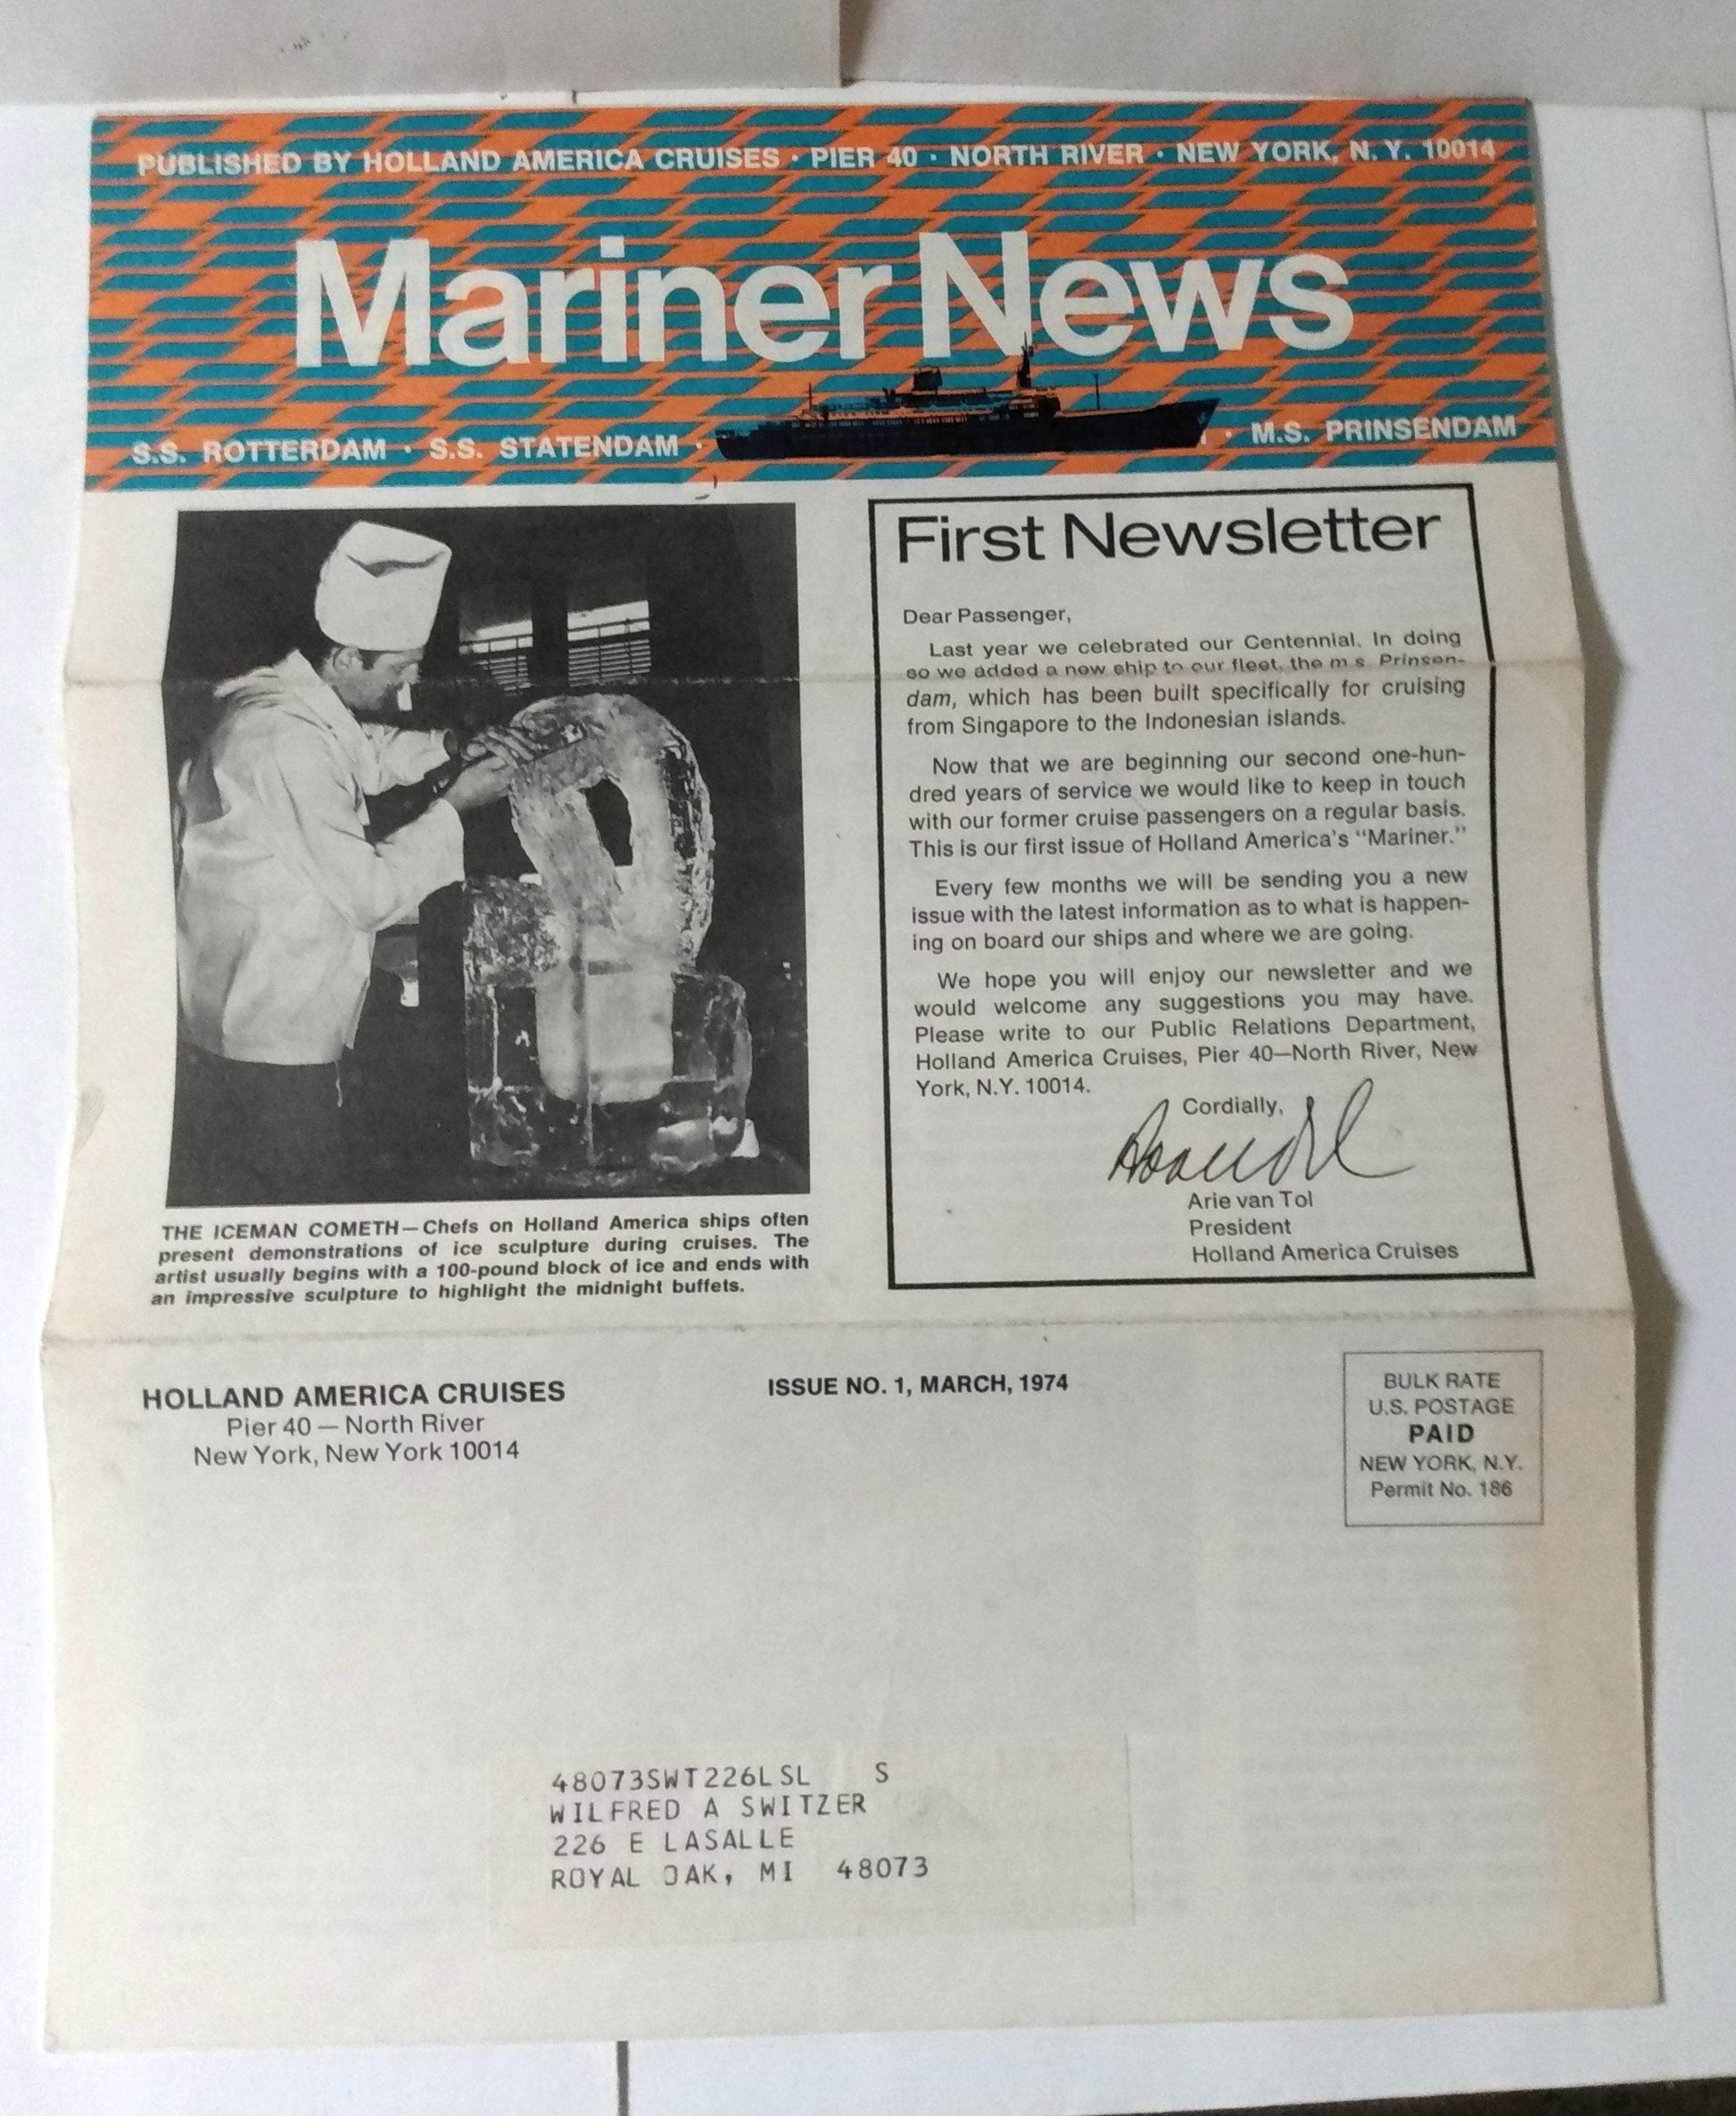 PUBLISHED BY HOLLAND AMERICA CRUISES · PIER 40 · NORTH RIVER · NEW YORK, N. Y. 10014
Mariner News
S.S. ROTTERDAM · S.S. STATENDAM · · M.S. PRINSENDAM
THE ICEMAN COMETH—Chefs on Holland America ships often
present demonstrations of ice sculpture during cruises. The
artist usually begins with a 100-pound block of ice and ends with
an impressive sculpture to highlight the midnight buffets.
First Newsletter
Dear Passenger,
Last year we celebrated our Centennial. In doing
so we added a new ship to our fleet, the m.s. Prinsen-
dam, which has been built specifically for cruising
from Singapore to the Indonesian islands.
Now that we are beginning our second one-hun-
dred years of service we would like to keep in touch
with our former cruise passengers on a regular basis.
This is our first issue of Holland America's "Mariner."
Every few months we will be sending you a new
issue with the latest information as to what is happen-
ing on board our ships and where we are going.
We hope you will enjoy our newsletter and we
would welcome any suggestions you may have.
Please write to our Public Relations Department,
Holland America Cruises, Pier 40—North River, New
York, N.Y. 10014.
Cordially,
Arie van Tol
President
Holland America Cruises
HOLLAND AMERICA CRUISES
Pier 40 — North River
New York, New York 10014
ISSUE NO. 1, MARCH, 1974
BULK RATE
U.S. POSTAGE
PAID
NEW YORK, N.Y.
Permit No. 186
48073SWT226LSL S
WILFRED A SWITZER
226 E LASALLE
ROYAL OAK, MI 48073